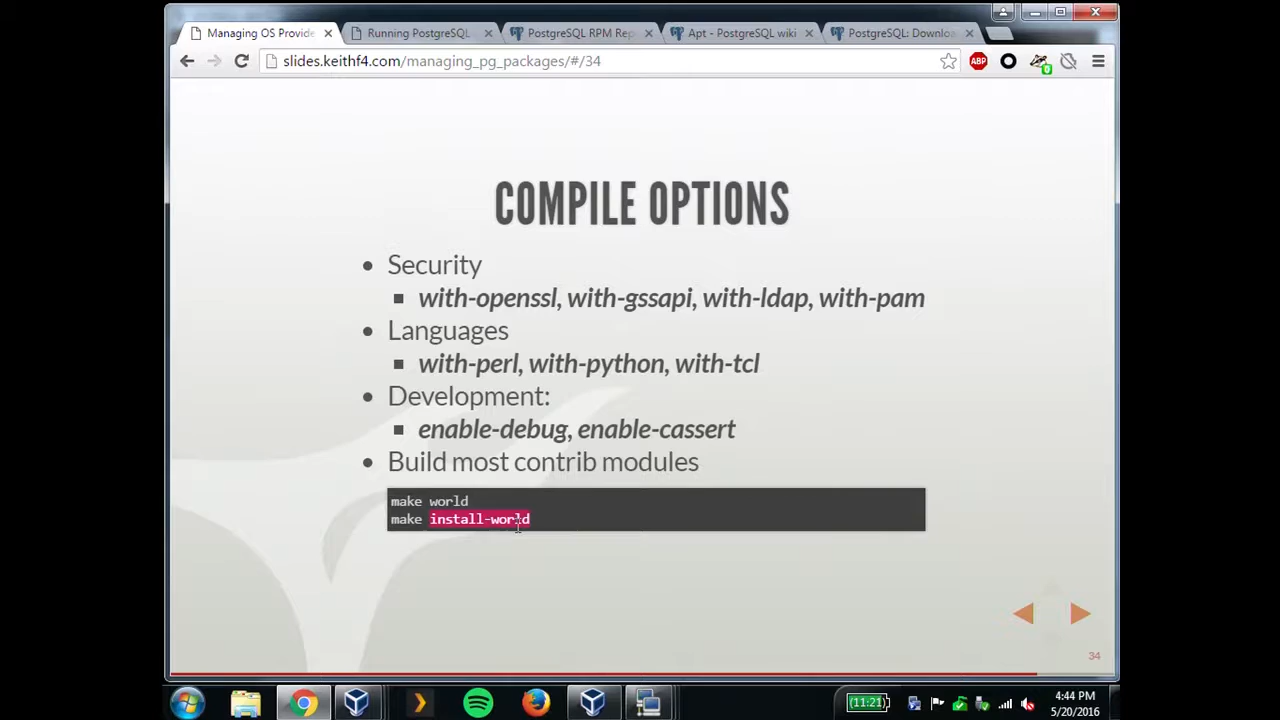 Managing OS Provide
Running PostgreSQL
PostgreSQL RPM Rep
Apt - PostgreSQL wiki
PostgreSQL: Downloa
slides.keithf4.com/managing_pg_packages/#/34
ABP
COMPILE OPTIONS
Security
with-openssl, with-gssapi, with-ldap, with-pam
Languages
with-perl, with-python, with-tcl
Development:
enable-debug, enable-cassert
Build most contrib modules
make world
make install-world
34
(11:21)
4:44 PM
5/20/2016